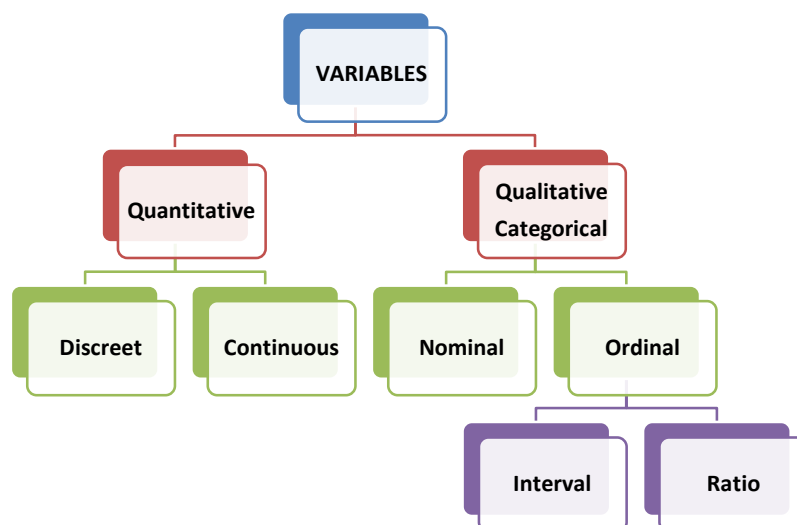 VARIABLES
Quantitative
Qualitative
Categorical
Discreet
Continuous
Nominal
Ordinal
Interval
Ratio